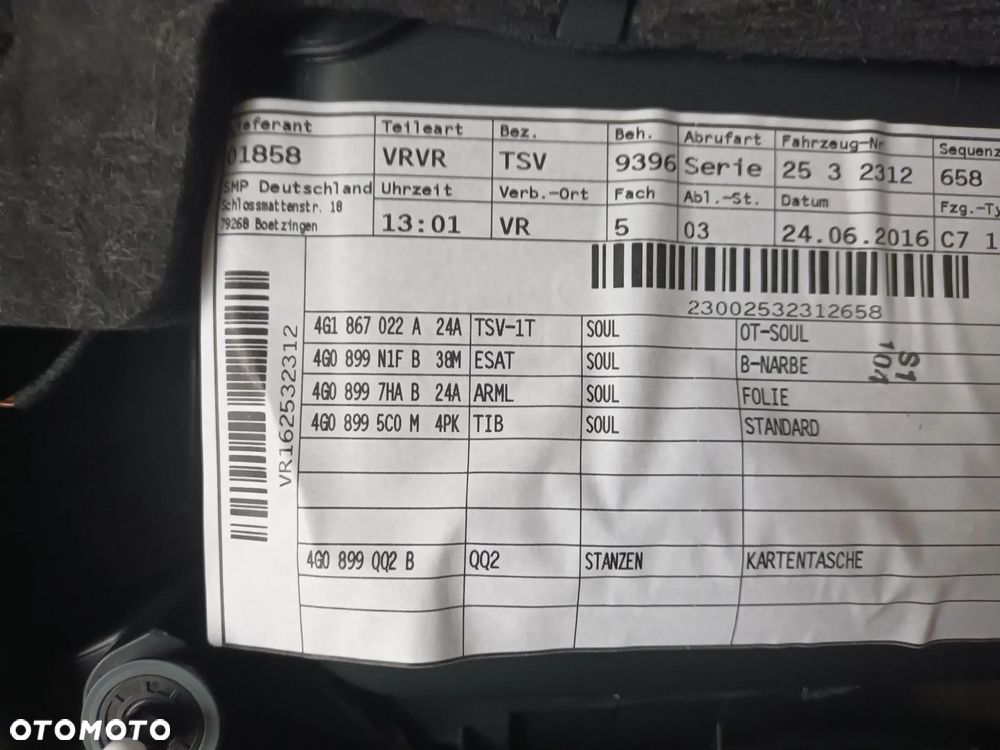 Lieferant Teileart Bez. Beh. Abrufart Fahrzeug-Nr Sequenz
01858 VRVR TSV 9396 Serie 25 3 2312 658
SMP Deutschland Uhrzeit Verb.-Ort Fach Abl.-St. Datum Fzg.-Ty
Schlossmattenstr. 18
79268 Boetzingen 13:01 VR 5 03 24.06.2016 C7 1
23002532312658
VR162532312
4G1 867 022 A 24A TSV-1T SOUL OT-SOUL
4G0 899 N1F B 38M ESAT SOUL B-NARBE
4G0 899 7HA B 24A ARML SOUL FOLIE
4G0 899 5C0 M 4PK TIB SOUL STANDARD
S1
101
4G0 899 QQ2 B QQ2 STANZEN KARTENTASCHE
OTOMOTO